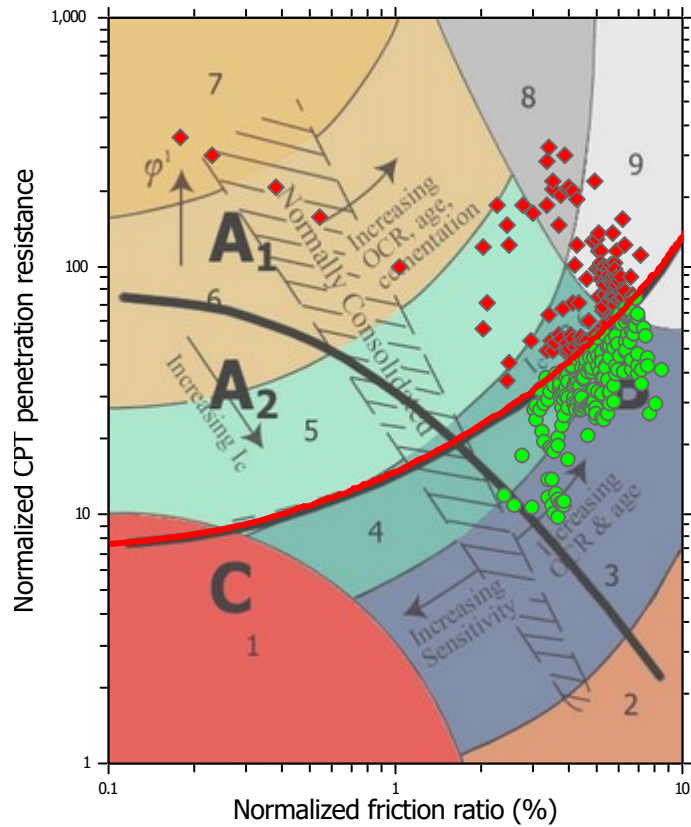 1,000
100
10
1
0.1
1
10
Normalized CPT penetration resistance
Normalized friction ratio (%)
7
8
9
φ'
A1
Normally Consolidated
Increasing
OCR, age,
cementation
6
A2
Increasing Ic
5
4
B
C
1
Increasing
OCR & age
Increasing
Sensitivity
3
2